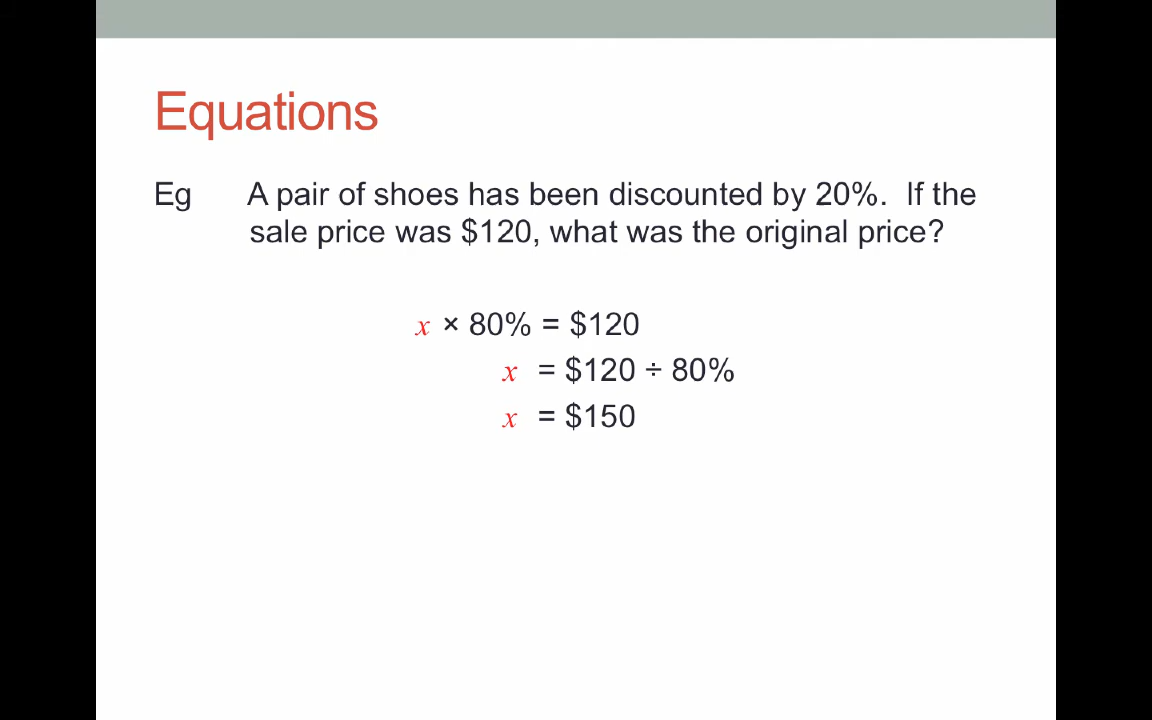 Equations
Eg A pair of shoes has been discounted by 20%. If the
sale price was $120, what was the original price?
x × 80% = $120
x = $120 ÷ 80%
x = $150